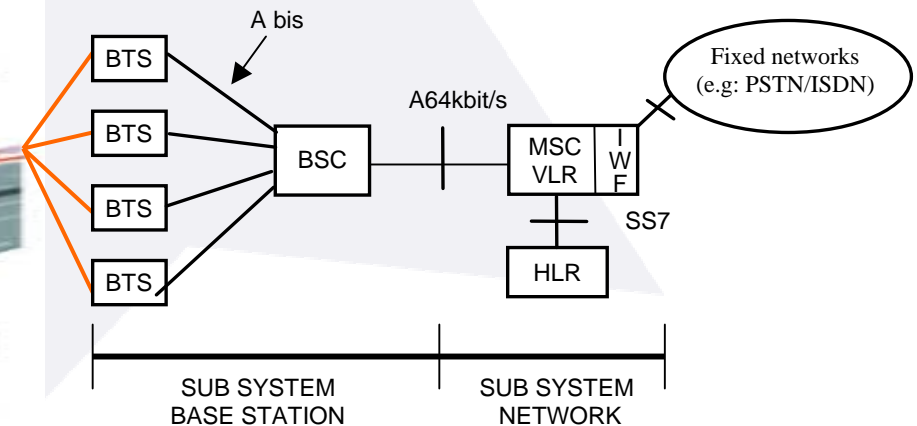 A bis
BTS
BTS
BTS
BTS
BSC
A64kbit/s
MSC
VLR
I
W
F
Fixed networks
(e.g: PSTN/ISDN)
SS7
HLR
SUB SYSTEM
BASE STATION
SUB SYSTEM
NETWORK